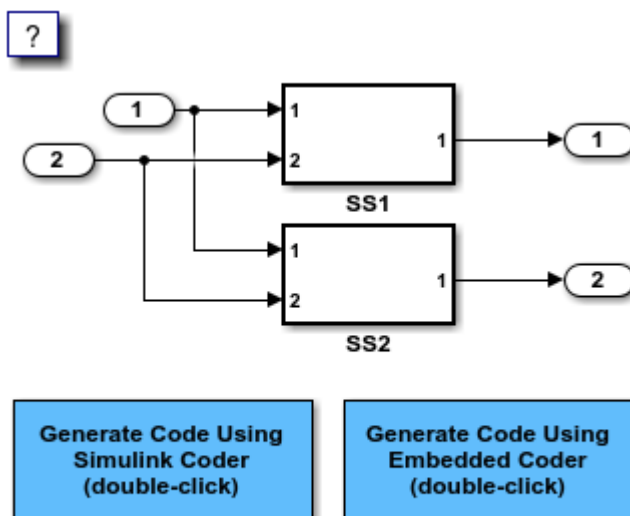 ?
1
1
1
1
2
2
SS1
1
1
2
2
SS2
Generate Code Using
Simulink Coder
(double-click)
Generate Code Using
Embedded Coder
(double-click)